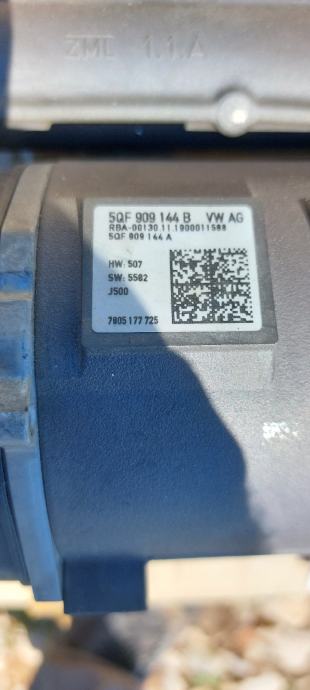 ZMC 1.1.A
5QF 909 144 B VW AG
RBA-00130.11.1900011588
5QF 909 144 A
HW: 507
SW: 5582
J500
7805 177 725